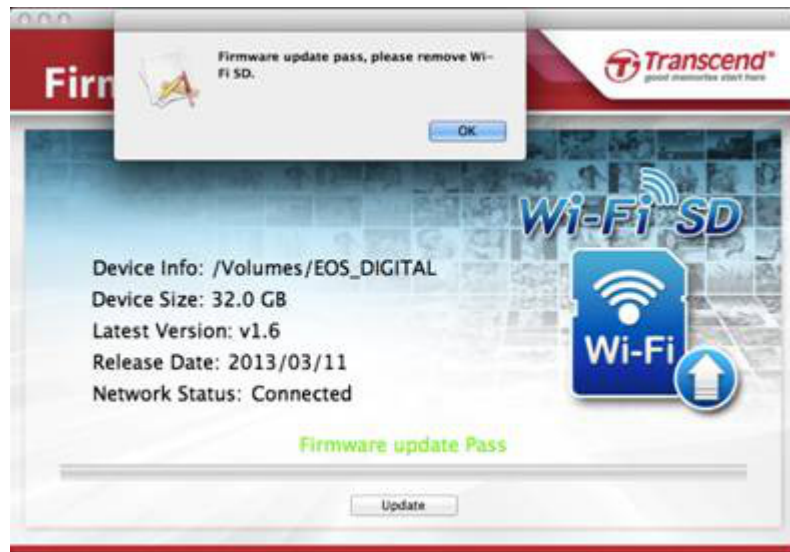 Firmware update pass, please remove Wi-
Fi SD.
Firm
Transcend®
good memories start here
OK
Wi-Fi SD
Device Info: /Volumes/EOS_DIGITAL
Device Size: 32.0 GB
Latest Version: v1.6
Release Date: 2013/03/11
Network Status: Connected
Wi-Fi
Firmware update Pass
Update